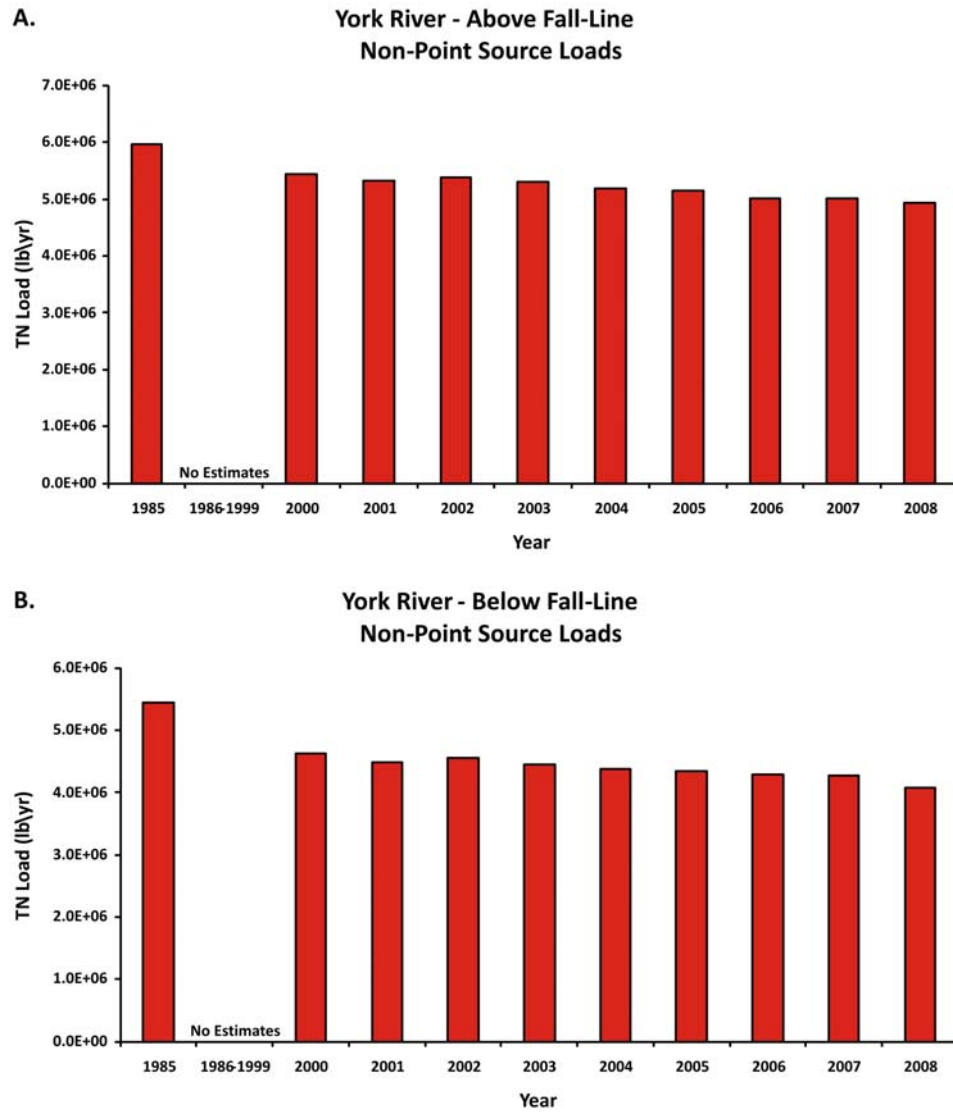 A.
York River - Above Fall-Line
Non-Point Source Loads
7.0E+06
6.0E+06
5.0E+06
4.0E+06
3.0E+06
2.0E+06
1.0E+06
0.0E+00
TN Load (lb\yr)
No Estimates
1985 1986-1999 2000 2001 2002 2003 2004 2005 2006 2007 2008
Year
B.
York River - Below Fall-Line
Non-Point Source Loads
6.0E+06
5.0E+06
4.0E+06
3.0E+06
2.0E+06
1.0E+06
0.0E+00
TN Load (lb\yr)
No Estimates
1985 1986-1999 2000 2001 2002 2003 2004 2005 2006 2007 2008
Year